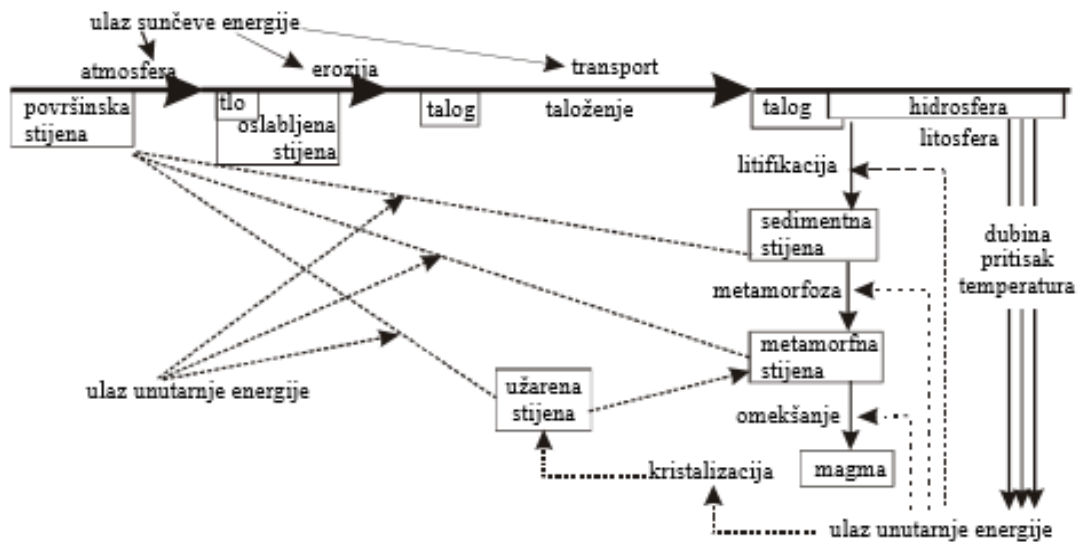 ulaz sunčeve energije
atmosfera
erozija
transport
površinska
stijena
tlo
oslabljena
stijena
talog
taloženje
talog
hidrosfera
litosfera
litifikacija
sedimentna
stijena
dubina
pritisak
temperatura
metamorfoza
metamorfna
stijena
ulaz unutarnje energije
užarena
stijena
omekšanje
magma
kristalizacija
ulaz unutarnje energije